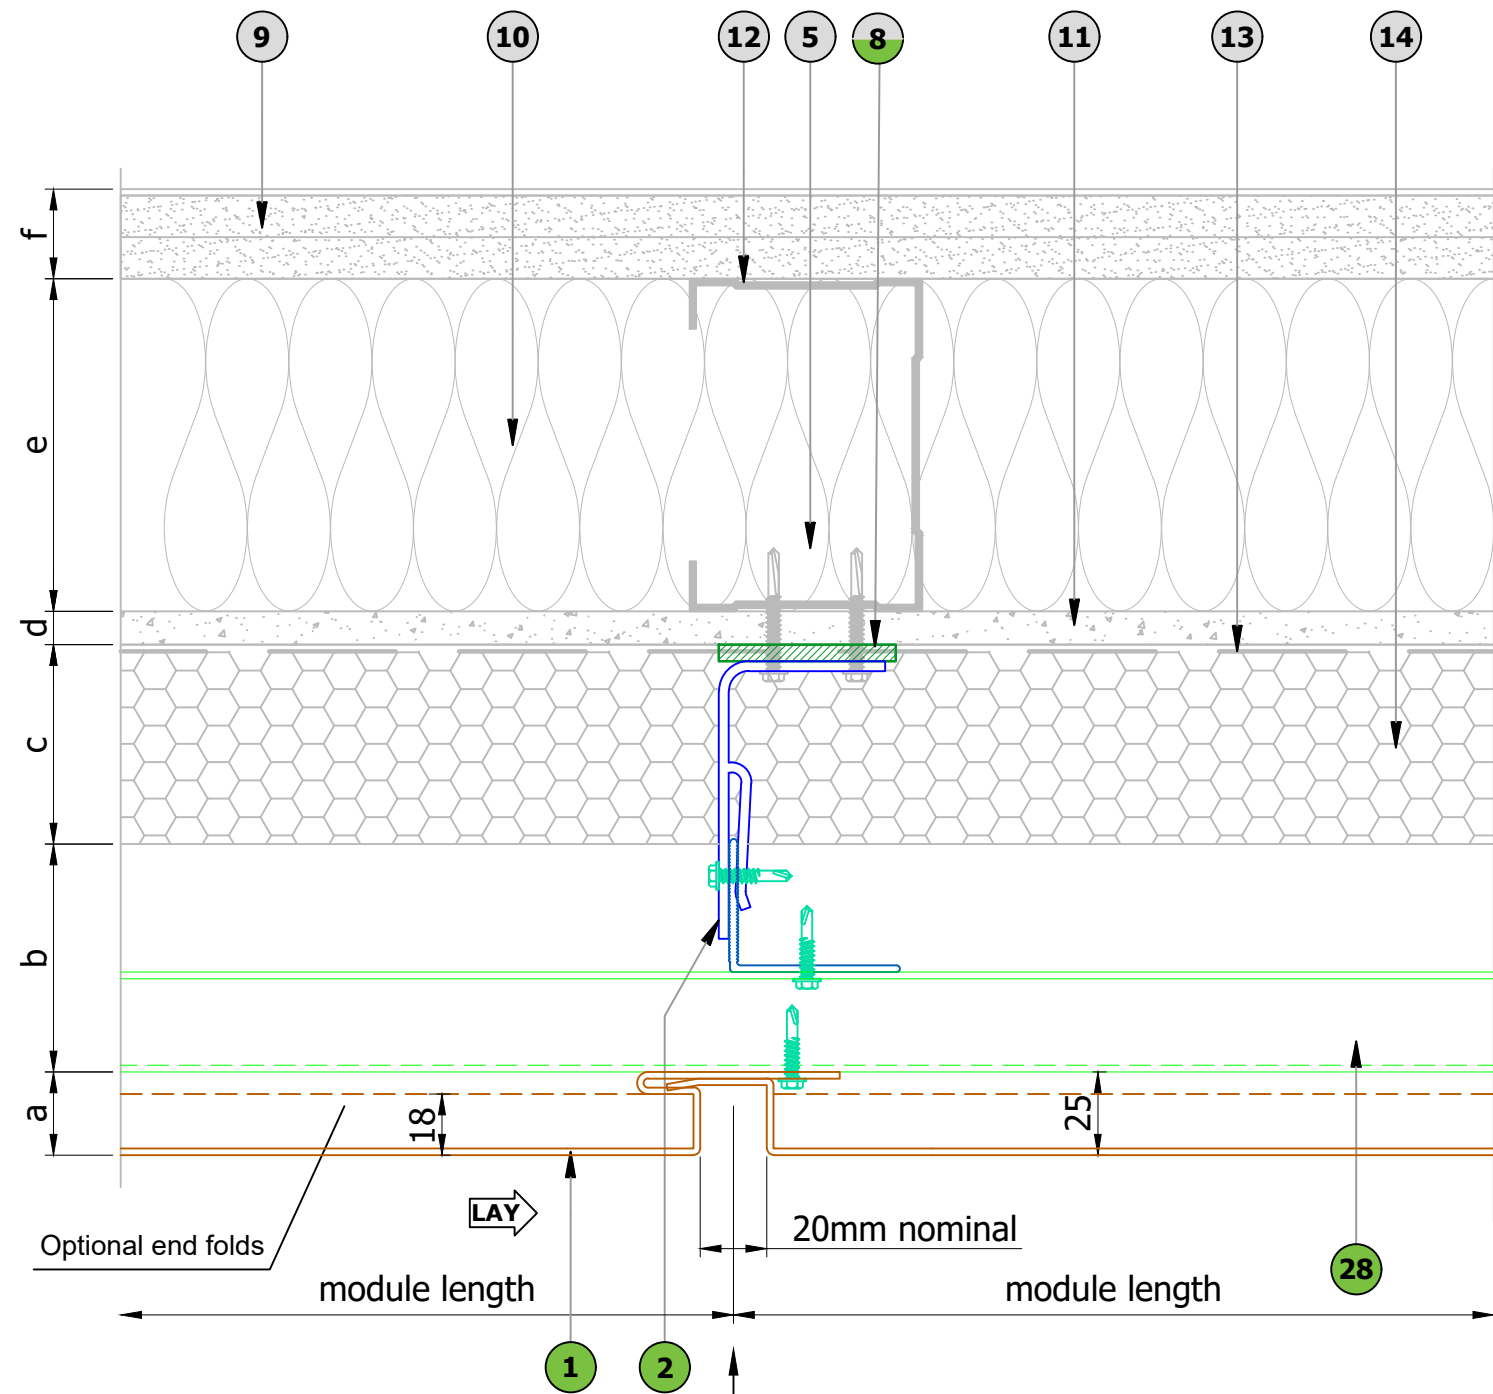 9 10 12 5 8 11 13 14
f
e
d
c
b
a
18
25
LAY
20mm nominal
Optional end folds
28
module length module length
1 2